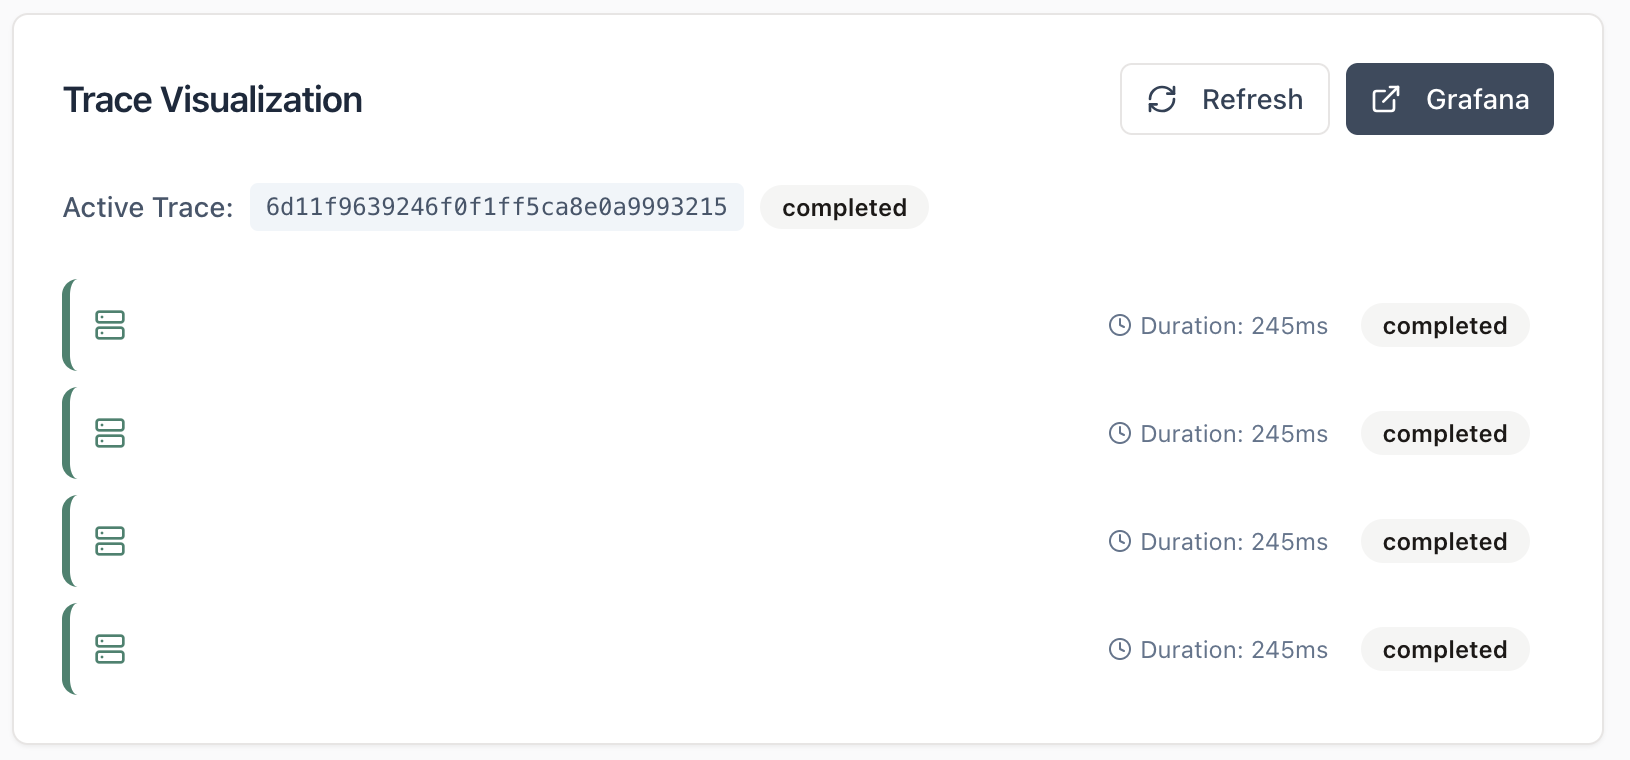 Trace Visualization
Refresh
Grafana
Active Trace: 6d11f9639246f0f1ff5ca8e0a9993215 completed
Duration: 245ms completed
Duration: 245ms completed
Duration: 245ms completed
Duration: 245ms completed